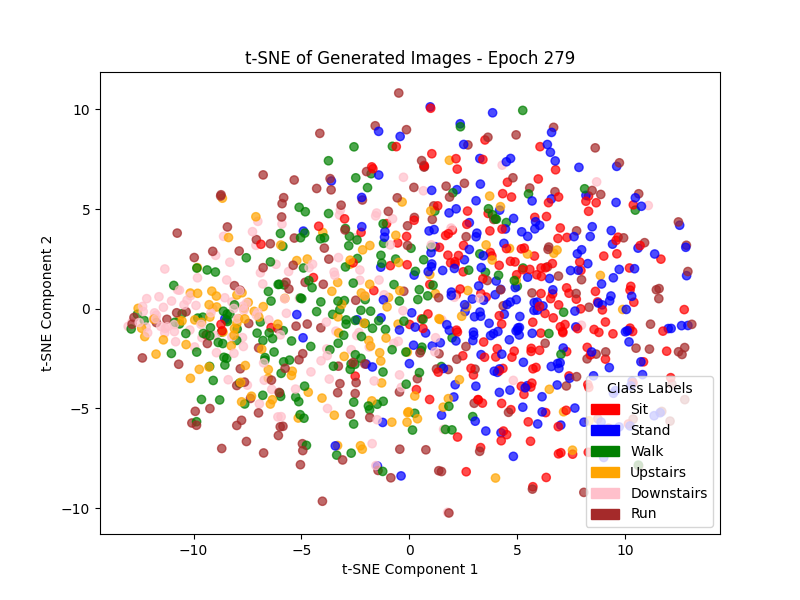 t-SNE of Generated Images - Epoch 279
t-SNE Component 2
10
5
0
−5
−10
Class Labels
Sit
Stand
Walk
Upstairs
Downstairs
Run
−10
−5
0
5
10
t-SNE Component 1